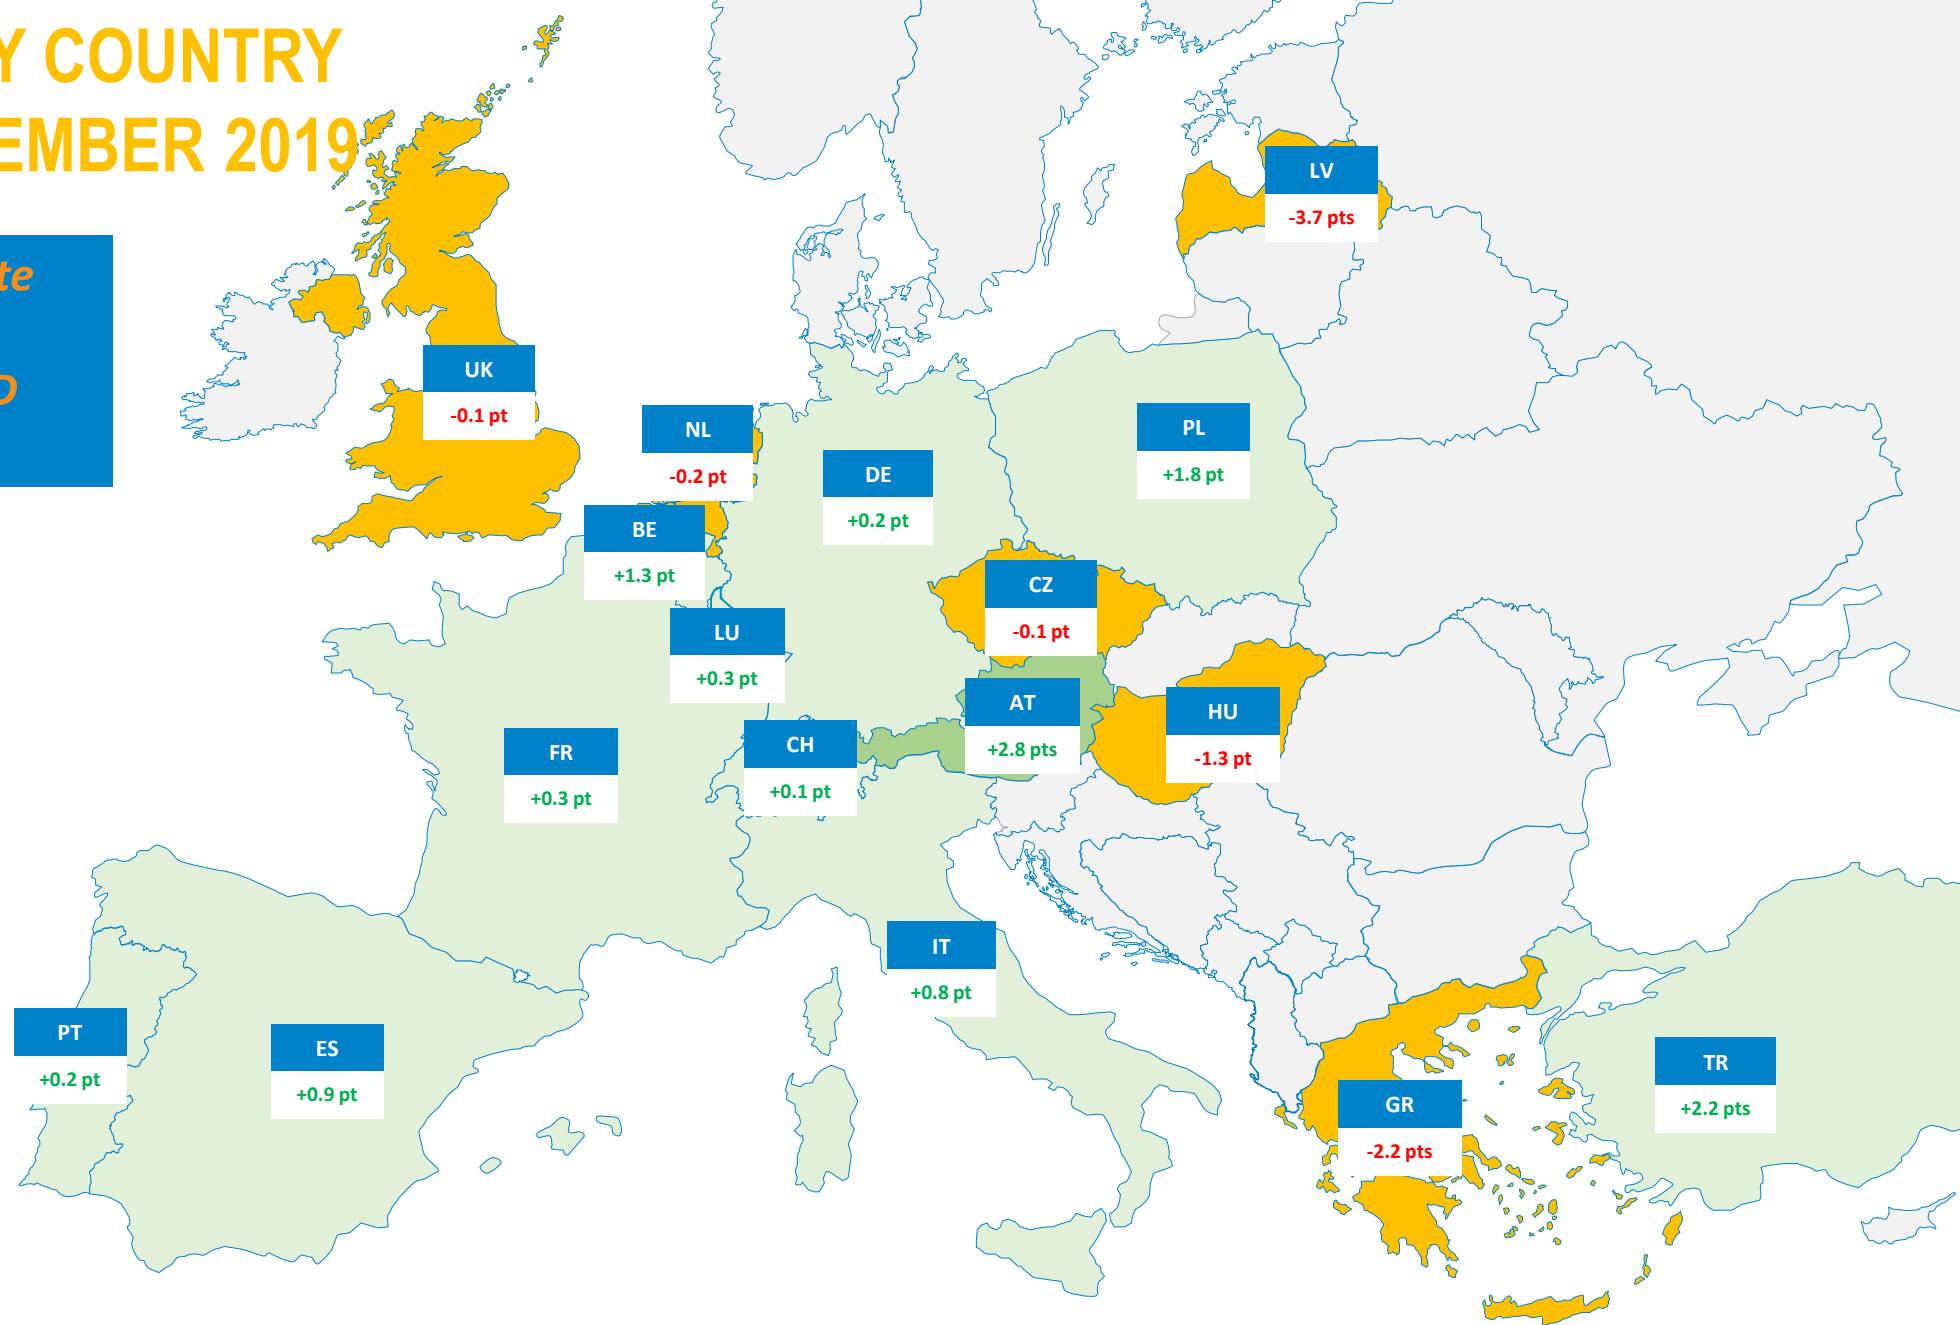 Y COUNTRY
EMBER 2019
te
D
LV
-3.7 pts
UK
-0.1 pt
NL
-0.2 pt
PL
+1.8 pt
DE
+0.2 pt
BE
+1.3 pt
CZ
-0.1 pt
LU
+0.3 pt
AT
+2.8 pts
HU
-1.3 pt
CH
+0.1 pt
FR
+0.3 pt
IT
+0.8 pt
PT
+0.2 pt
ES
+0.9 pt
TR
+2.2 pts
GR
-2.2 pts